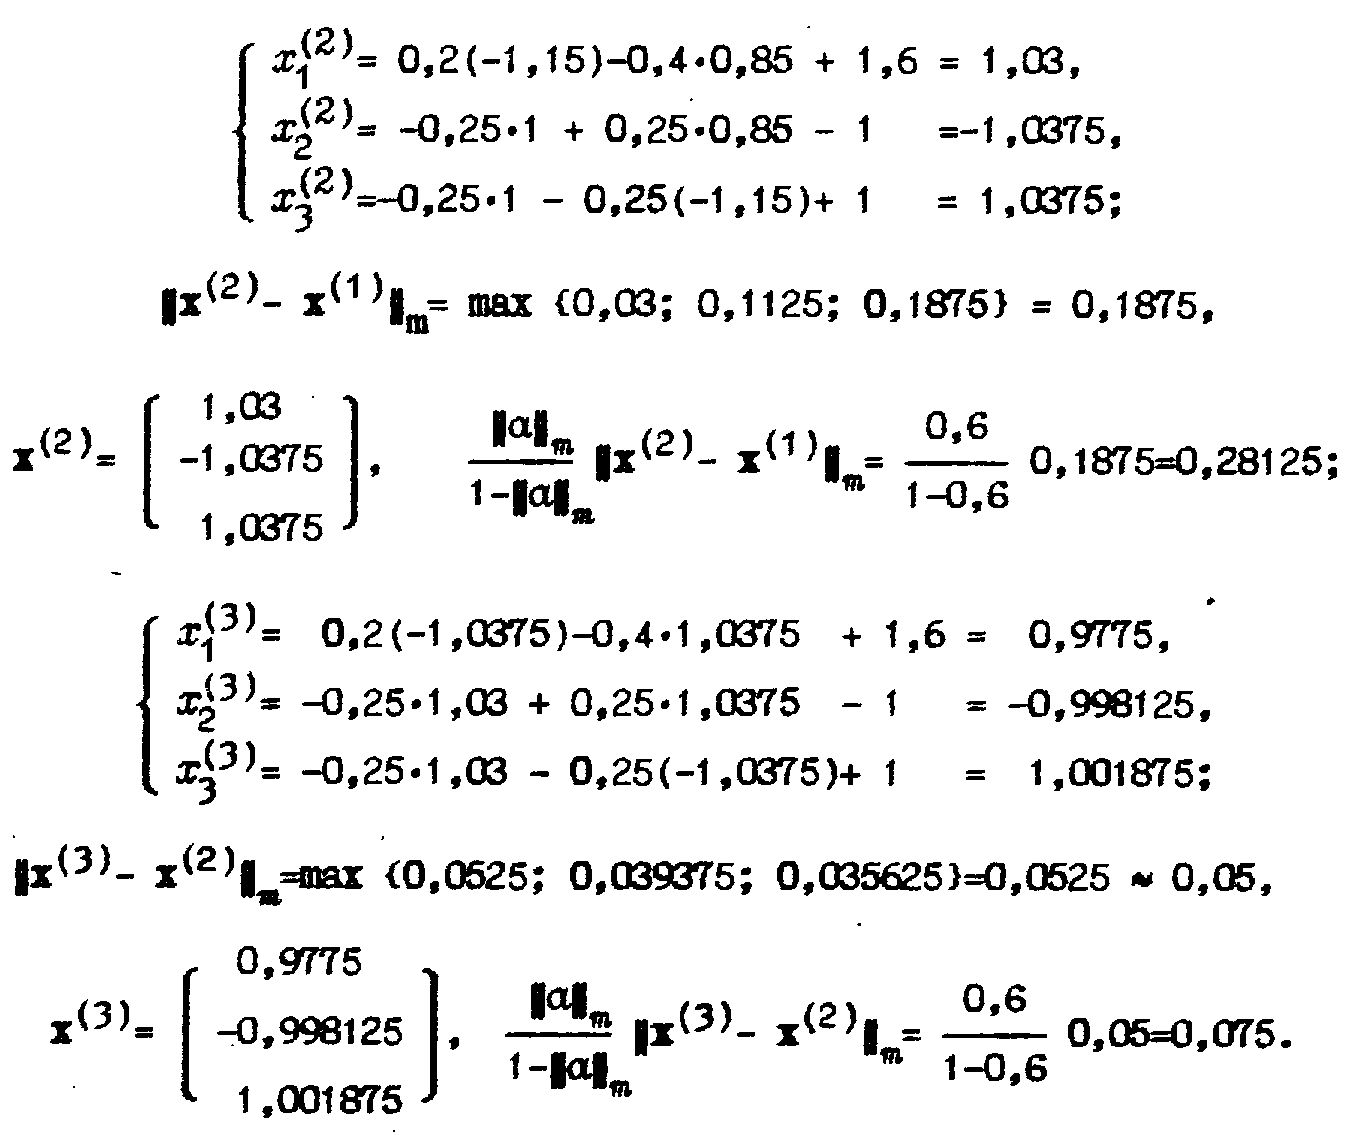 x₁⁽²⁾= 0,2(-1,15)-0,4·0,85 + 1,6 = 1,03,
x₂⁽²⁾= -0,25·1 + 0,25·0,85 - 1 =-1,0375,
x₃⁽²⁾=-0,25·1 - 0,25(-1,15)+ 1 = 1,0375;
‖x⁽²⁾- x⁽¹⁾‖ₘ= max {0,03; 0,1125; 0,1875} = 0,1875,
x⁽²⁾= [1,03 -1,0375 1,0375], ‖α‖ₘ/(1-‖α‖ₘ) ‖x⁽²⁾- x⁽¹⁾‖ₘ= 0,6/(1-0,6) 0,1875=0,28125;
x₁⁽³⁾= 0,2(-1,0375)-0,4·1,0375 + 1,6 = 0,9775,
x₂⁽³⁾= -0,25·1,03 + 0,25·1,0375 - 1 = -0,998125,
x₃⁽³⁾= -0,25·1,03 - 0,25(-1,0375)+ 1 = 1,001875;
‖x⁽³⁾- x⁽²⁾‖ₘ=max {0,0525; 0,039375; 0,035625}=0,0525 ≈ 0,05,
x⁽³⁾= [0,9775 -0,998125 1,001875], ‖α‖ₘ/(1-‖α‖ₘ) ‖x⁽³⁾- x⁽²⁾‖ₘ= 0,6/(1-0,6) 0,05=0,075.